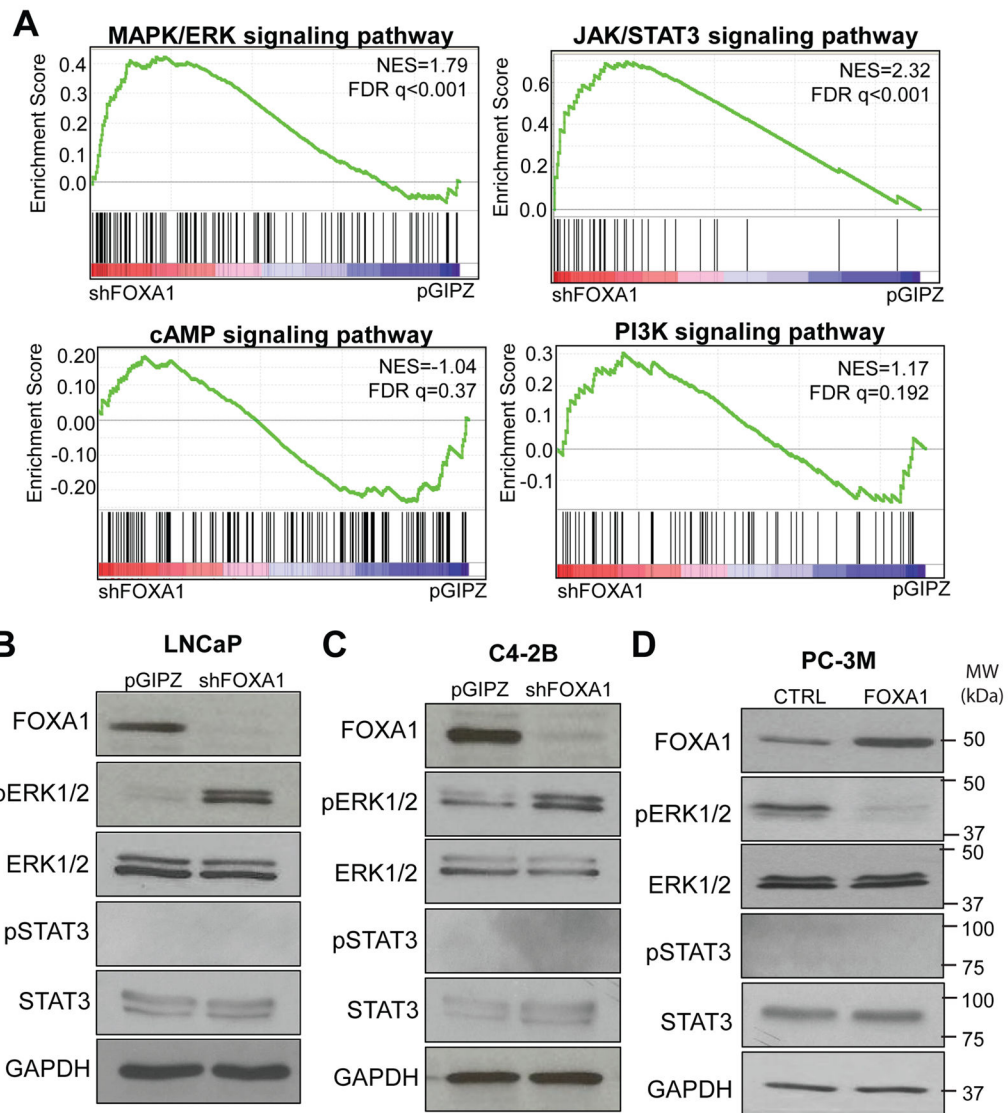 A
MAPK/ERK signaling pathway
Enrichment Score
0.4
0.3
0.2
0.1
0.0
NES=1.79
FDR q<0.001
shFOXA1 pGIPZ
JAK/STAT3 signaling pathway
Enrichment Score
0.6
0.4
0.2
0.0
NES=2.32
FDR q<0.001
shFOXA1 pGIPZ
cAMP signaling pathway
Enrichment Score
0.20
0.10
0.00
-0.10
-0.20
NES=-1.04
FDR q=0.37
shFOXA1 pGIPZ
PI3K signaling pathway
Enrichment Score
0.3
0.2
0.1
0.0
-0.1
NES=1.17
FDR q=0.192
shFOXA1 pGIPZ
B
LNCaP
pGIPZ shFOXA1
FOXA1
pERK1/2
ERK1/2
pSTAT3
STAT3
GAPDH
C
C4-2B
pGIPZ shFOXA1
FOXA1
pERK1/2
ERK1/2
pSTAT3
STAT3
GAPDH
D
PC-3M
MW
(kDa)
CTRL FOXA1
FOXA1 50
pERK1/2 50
37
ERK1/2 50
37
pSTAT3 100
75
STAT3 100
75
GAPDH 37